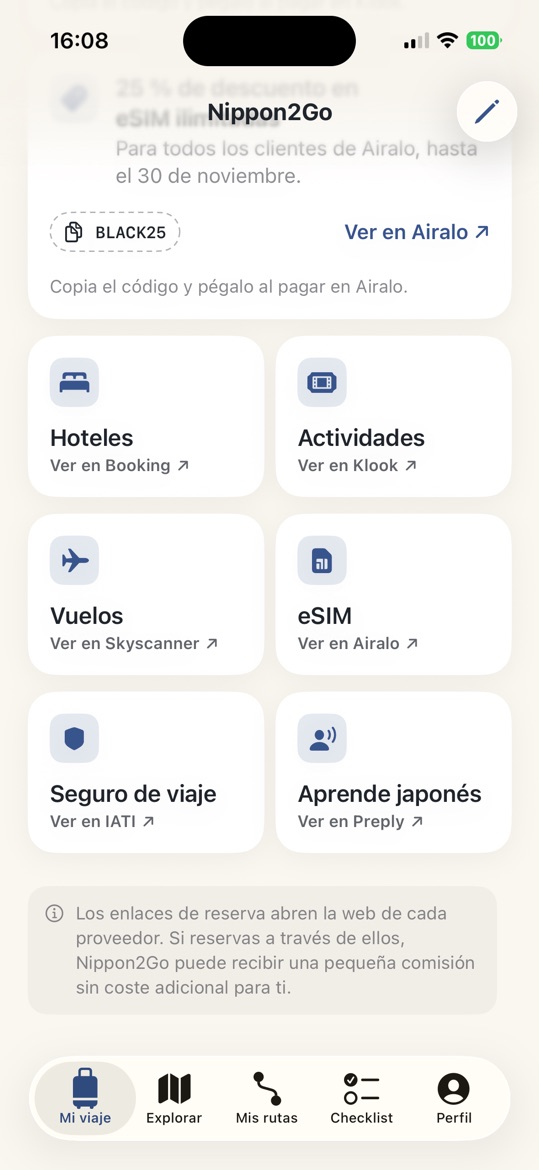 16:08
100
25 % de descuento en
eSIM ilimitadas
Nippon2Go
Para todos los clientes de Airalo, hasta
el 30 de noviembre.
BLACK25
Ver en Airalo ↗
Copia el código y pégalo al pagar en Airalo.
Hoteles
Ver en Booking ↗
Actividades
Ver en Klook ↗
Vuelos
Ver en Skyscanner ↗
eSIM
Ver en Airalo ↗
Seguro de viaje
Ver en IATI ↗
Aprende japonés
Ver en Preply ↗
Los enlaces de reserva abren la web de cada
proveedor. Si reservas a través de ellos,
Nippon2Go puede recibir una pequeña comisión
sin coste adicional para ti.
Mi viaje
Explorar
Mis rutas
Checklist
Perfil